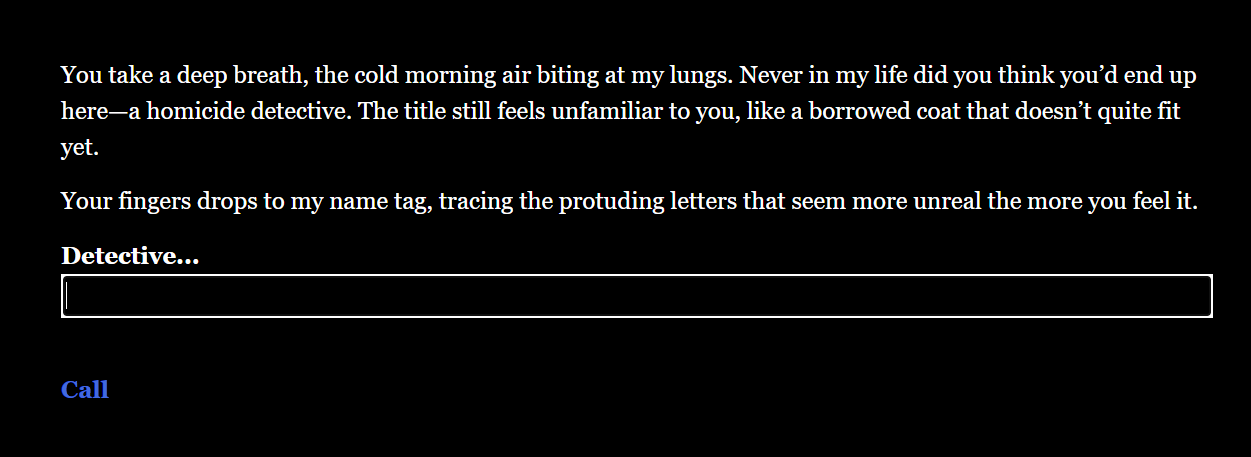 You take a deep breath, the cold morning air biting at my lungs. Never in my life did you think you’d end up
here—a homicide detective. The title still feels unfamiliar to you, like a borrowed coat that doesn’t quite fit
yet.
Your fingers drops to my name tag, tracing the protuding letters that seem more unreal the more you feel it.
Detective...
Call